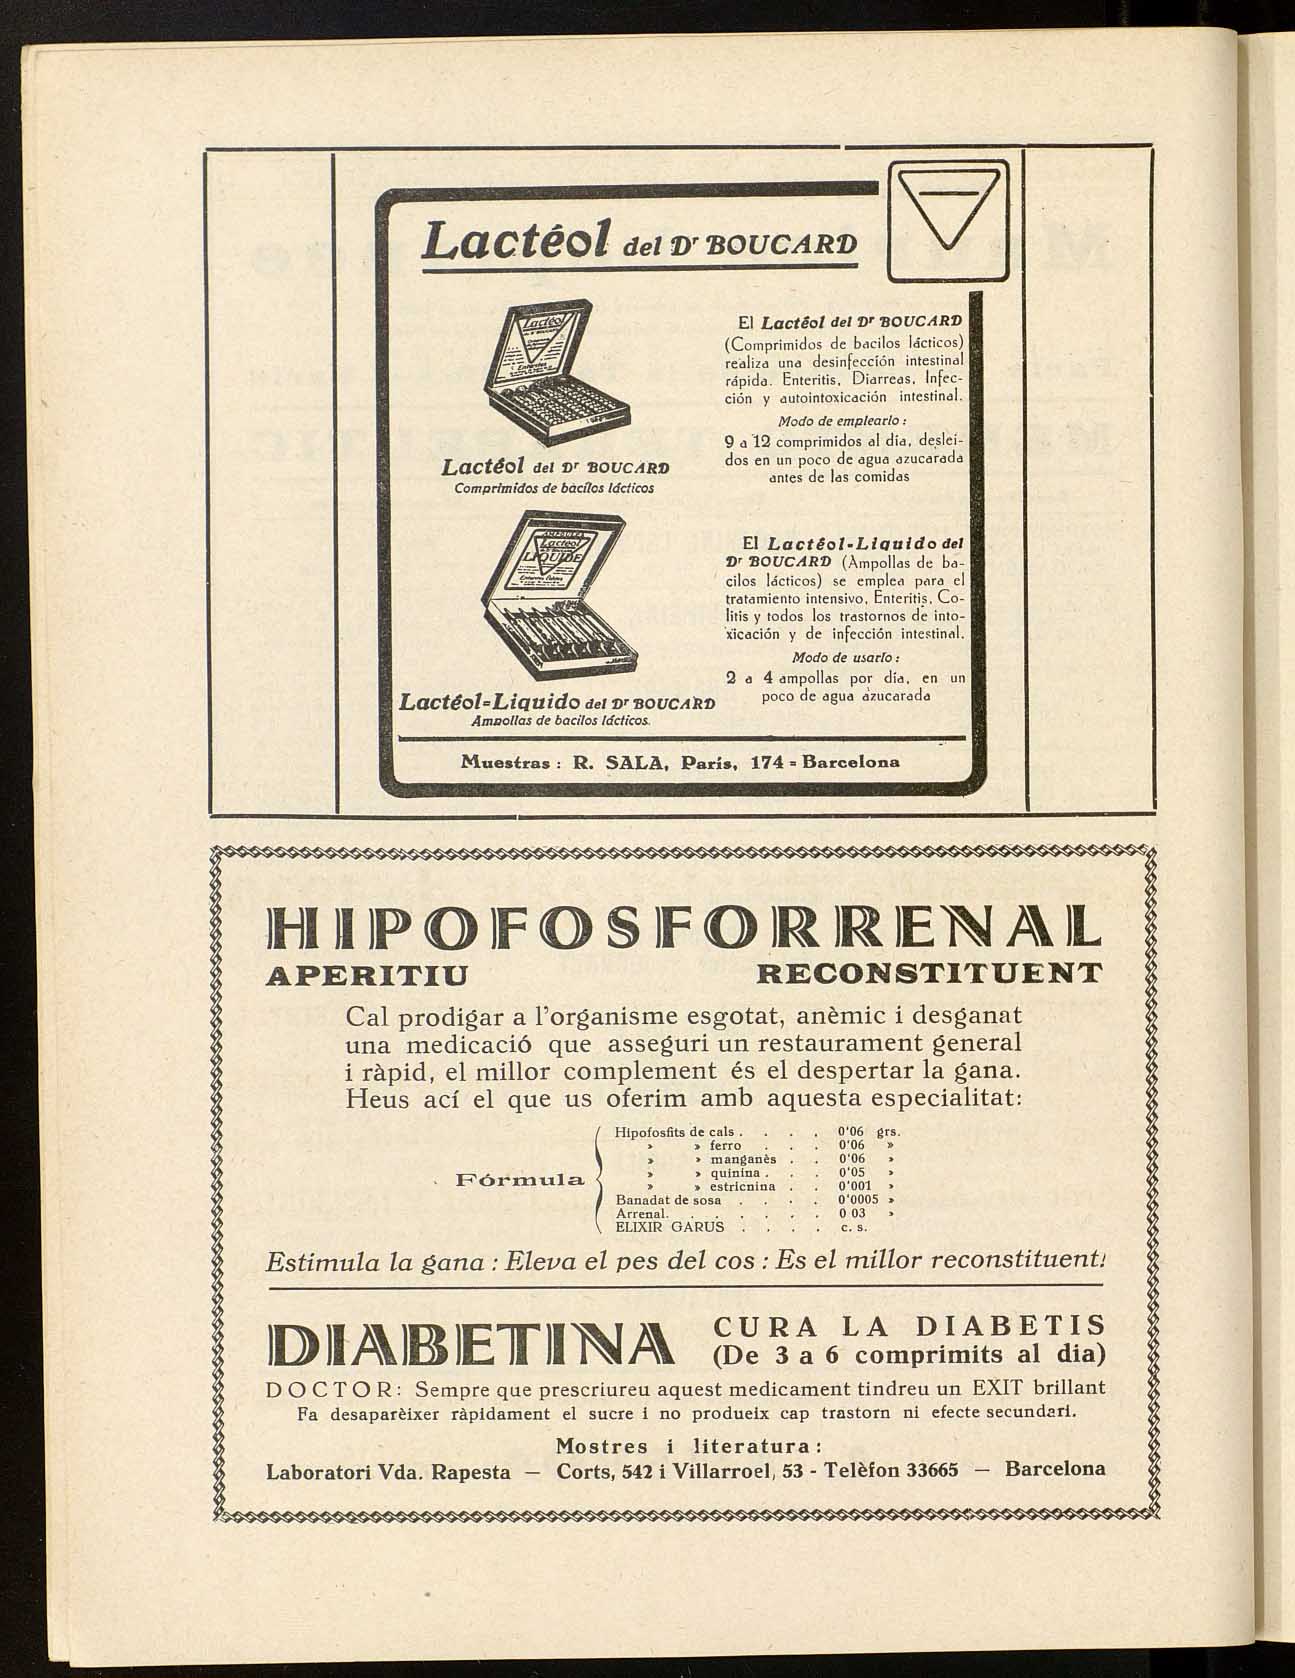 Lactéol del Dr BOUCARD
Lactéol
Lactéol del Dr BOUCARD
Comprimidos de bacilos lácticos
El Lactéol del Dr BOUCARD
(Comprimidos de bacilos lácticos)
realiza una desinfección intestinal
rápida. Enteritis, Diarreas, Infec-
ción y autointoxicación intestinal.
Modo de emplearlo :
9 a 12 comprimidos al dia, desleí-
dos en un poco de agua azucarada
antes de las comidas
AMPOULES
Lactéol
LIQUIDE
Lactéol=Liquido del Dr BOUCARD
Ampollas de bacilos lácticos.
El Lactéol-Liquido del
Dr BOUCARD (Ampollas de ba-
cilos lácticos) se emplea para el
tratamiento intensivo, Enteritis, Co-
litis y todos los trastornos de into-
xicación y de infección intestinal.
Modo de usarlo :
2 a 4 ampollas por día, en un
poco de agua azucarada
Muestras : R. SALA, París, 174 = Barcelona
HIPOFOSFORRENAL
APERITIU RECONSTITUENT
Cal prodigar a l'organisme esgotat, anèmic i desganat
una medicació que asseguri un restaurament general
i ràpid, el millor complement és el despertar la gana.
Heus ací el que us oferim amb aquesta especialitat:
Fórmula
Hipofosfits de cals . . . . 0'06 grs.
» » ferro . . . 0'06 »
» » manganès . . 0'06 »
» » quinina . . . 0'05 »
» » estricnina . . 0'001 »
Banadat de sosa . . . . 0'0005 »
Arrenal. . . . . . . 0 03 »
ELIXIR GARUS . . . . c. s.
Estimula la gana : Eleva el pes del cos : Es el millor reconstituent!
DIABETINA
CURA LA DIABETIS
(De 3 a 6 comprimits al dia)
DOCTOR: Sempre que prescriureu aquest medicament tindreu un EXIT brillant
Fa desaparèixer ràpidament el sucre i no produeix cap trastorn ni efecte secundari.
Mostres i literatura :
Laboratori Vda. Rapesta — Corts, 542 i Villarroel, 53 - Telèfon 33665 — Barcelona